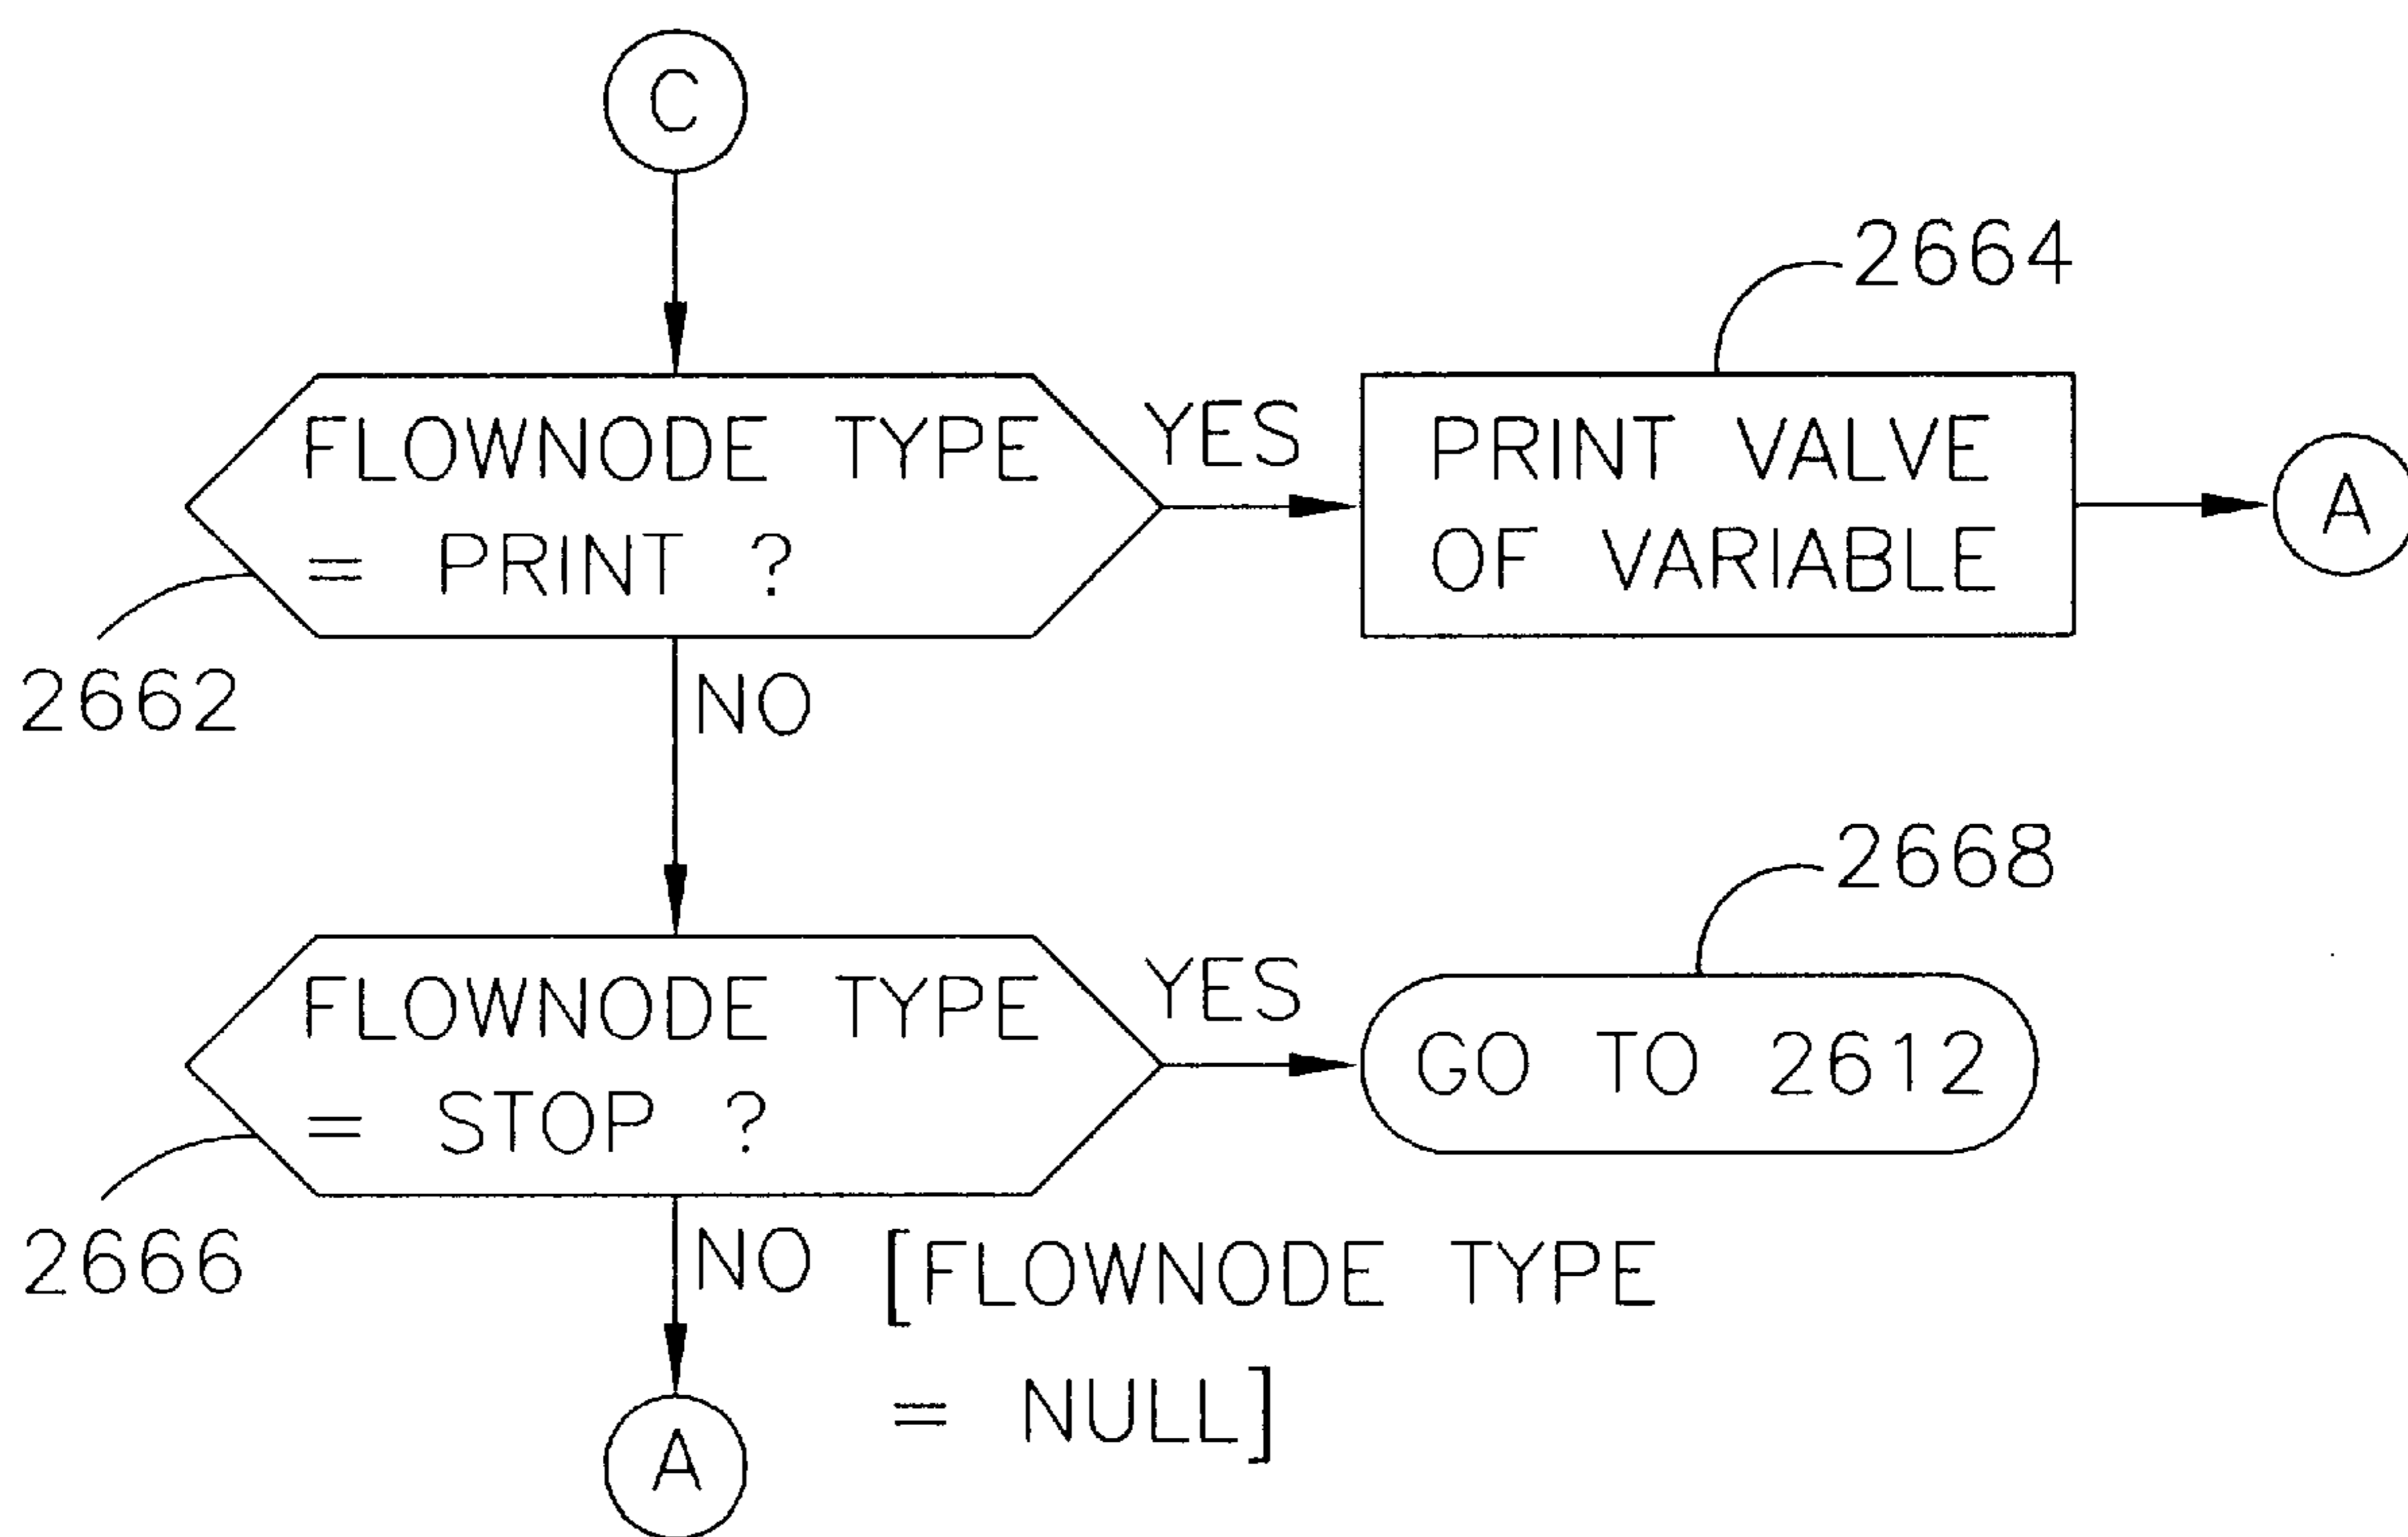 C
2664
FLOWNODE TYPE
= PRINT ?
YES
PRINT VALVE
OF VARIABLE
A
2662
NO
2668
FLOWNODE TYPE
= STOP ?
YES
GO TO 2612
2666
NO
[FLOWNODE TYPE
= NULL]
A